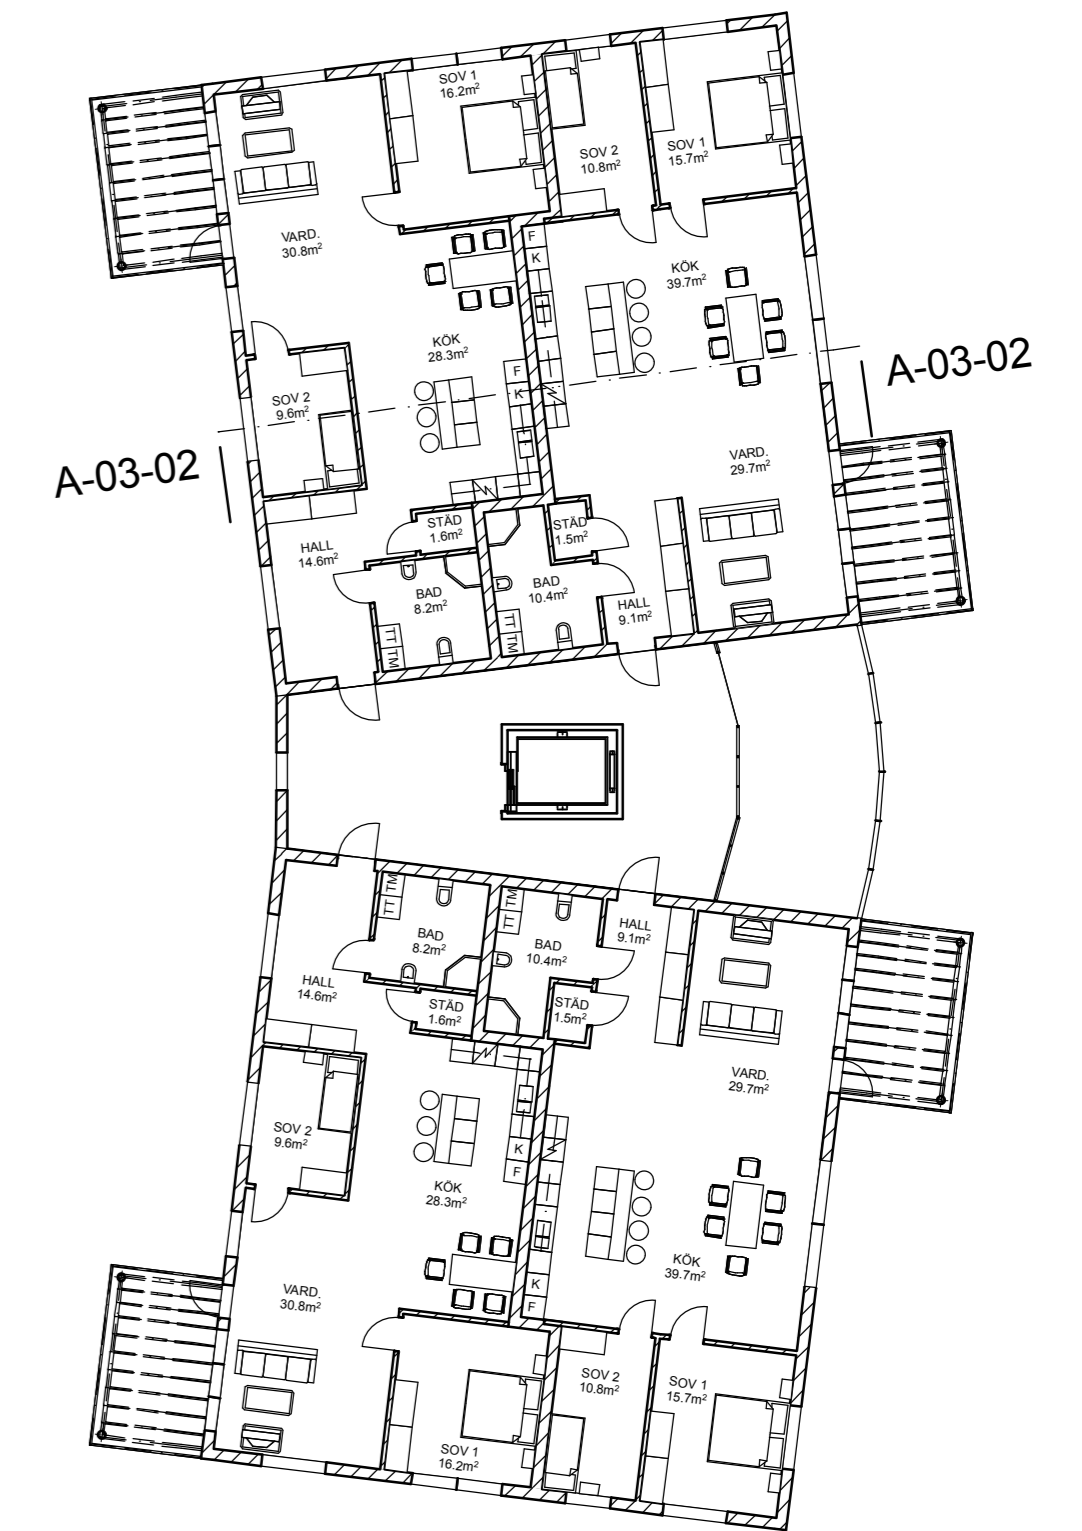 SOV 1
16.2m²
SOV 2
10.8m²
SOV 1
15.7m²
VARD.
30.8m²
F
K
KÖK
39.7m²
KÖK
28.3m²
F
K
A-03-02
SOV 2
9.6m²
A-03-02
VARD.
29.7m²
STÄD
1.6m²
STÄD
1.5m²
HALL
14.6m²
BAD
8.2m²
BAD
10.4m²
HALL
9.1m²
TT
TM
TT
TM
TM
TT
TM
TT
HALL
9.1m²
BAD
8.2m²
BAD
10.4m²
HALL
14.6m²
STÄD
1.6m²
STÄD
1.5m²
VARD.
29.7m²
SOV 2
9.6m²
K
F
KÖK
28.3m²
KÖK
39.7m²
K
F
VARD.
30.8m²
SOV 2
10.8m²
SOV 1
15.7m²
SOV 1
16.2m²